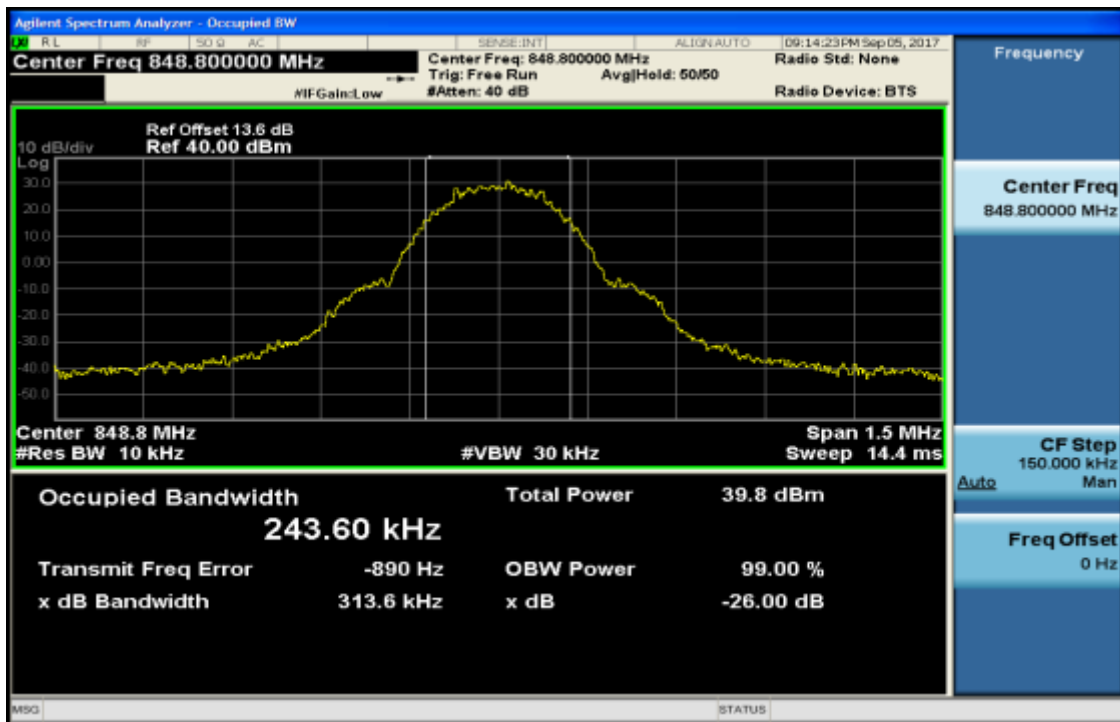 Agilent Spectrum Analyzer - Occupied BW
RL RF 50 Ω AC SENSE:INT ALIGN AUTO 09:14:23 PM Sep 05, 2017
Center Freq 848.800000 MHz
Center Freq: 848.800000 MHz
Radio Std: None
Trig: Free Run Avg|Hold: 50/50
#IFGain:Low
#Atten: 40 dB
Radio Device: BTS
Ref Offset 13.6 dB
10 dB/div Ref 40.00 dBm
Log
30.0
20.0
10.0
0.00
-10.0
-20.0
-30.0
-40.0
-50.0
Center 848.8 MHz Span 1.5 MHz
#Res BW 10 kHz #VBW 30 kHz Sweep 14.4 ms
Occupied Bandwidth Total Power 39.8 dBm
243.60 kHz
Transmit Freq Error -890 Hz OBW Power 99.00 %
x dB Bandwidth 313.6 kHz x dB -26.00 dB
MSG STATUS
Frequency
Center Freq
848.800000 MHz
CF Step
150.000 kHz
Auto Man
Freq Offset
0 Hz